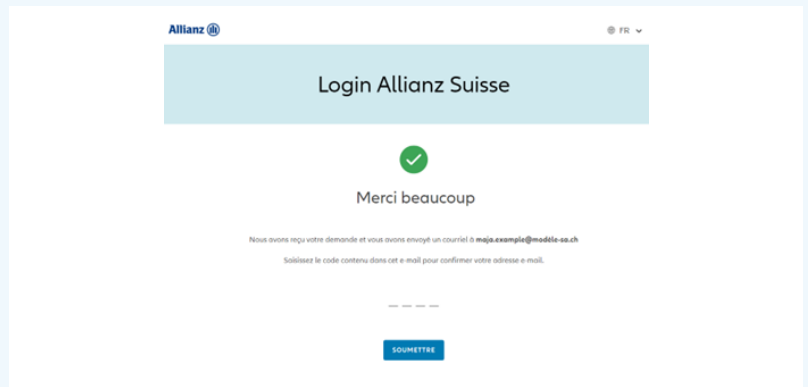 Allianz
FR
Login Allianz Suisse
Merci beaucoup
Nous avons reçu votre demande et vous avons envoyé un courriel à maja.example@modèle-sa.ch
Saisissez le code contenu dans cet e-mail pour confirmer votre adresse e-mail.
SOUMETTRE